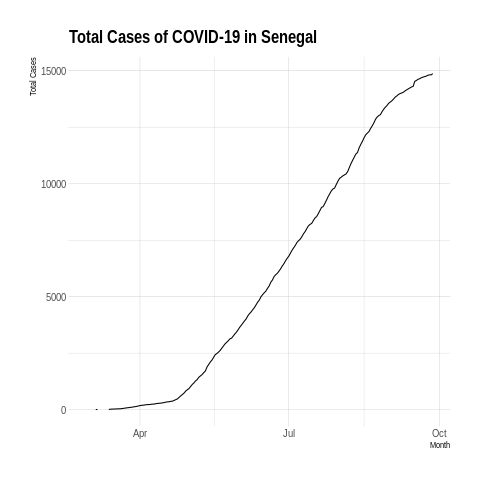 Total Cases of COVID-19 in Senegal
Total Cases
15000
10000
5000
0
Apr Jul Oct
Month